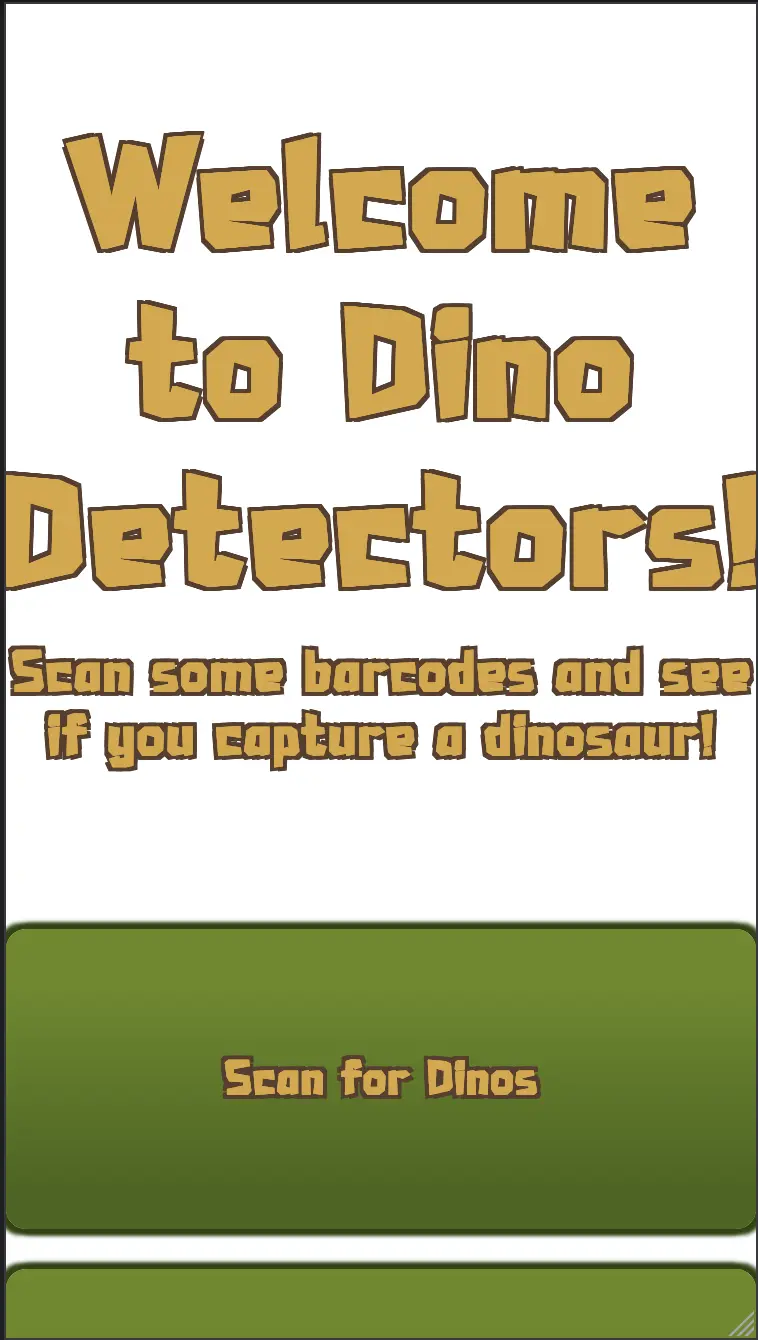 Welcome
to Dino
Detectors!
Scan some barcodes and see
if you capture a dinosaur!
Scan for Dinos